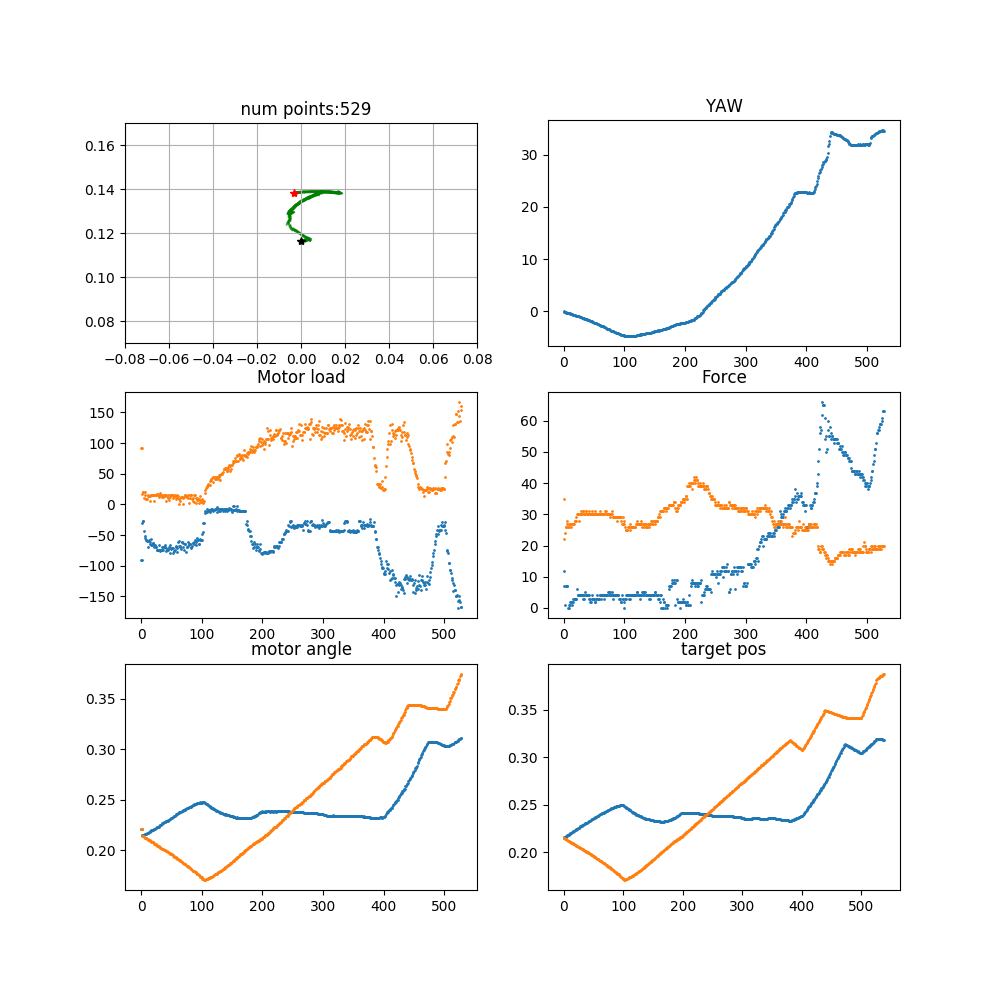 num points:529
0.16
0.14
0.12
0.10
0.08
−0.08 −0.06 −0.04 −0.02 0.00 0.02 0.04 0.06 0.08
YAW
30
20
10
0
0 100 200 300 400 500
Motor load
150
100
50
0
−50
−100
−150
0 100 200 300 400 500
Force
60
50
40
30
20
10
0
0 100 200 300 400 500
motor angle
0.35
0.30
0.25
0.20
0 100 200 300 400 500
target pos
0.35
0.30
0.25
0.20
0 100 200 300 400 500